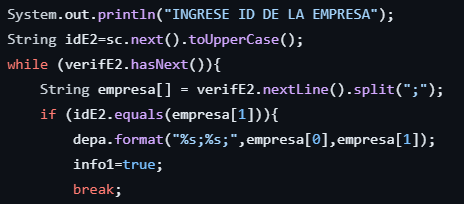 System.out.println("INGRESE ID DE LA EMPRESA");
String idE2=sc.next().toUpperCase();
while (verifE2.hasNext()){
    String empresa[] = verifE2.nextLine().split(";");
    if (idE2.equals(empresa[1])){
        depa.format("%s;%s;",empresa[0],empresa[1]);
        info1=true;
        break;